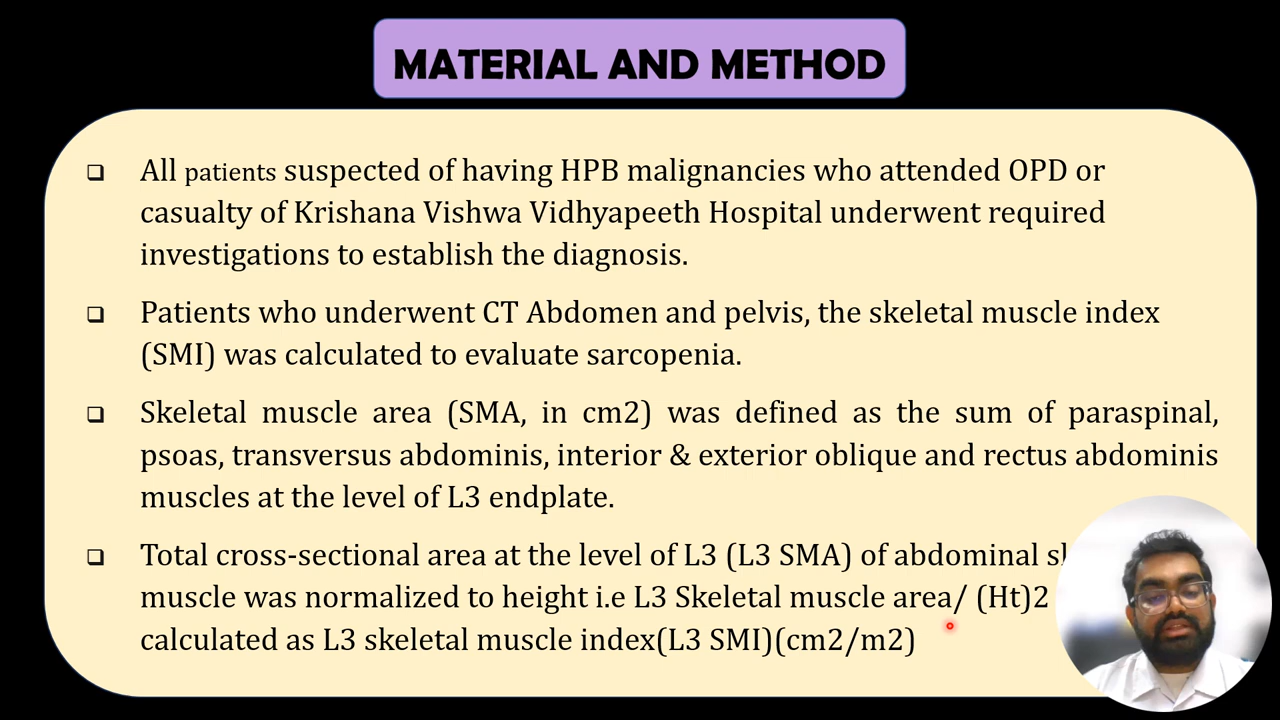 MATERIAL AND METHOD
All patients suspected of having HPB malignancies who attended OPD or
casualty of Krishana Vishwa Vidhyapeeth Hospital underwent required
investigations to establish the diagnosis.
Patients who underwent CT Abdomen and pelvis, the skeletal muscle index
(SMI) was calculated to evaluate sarcopenia.
Skeletal muscle area (SMA, in cm2) was defined as the sum of paraspinal,
psoas, transversus abdominis, interior & exterior oblique and rectus abdominis
muscles at the level of L3 endplate.
Total cross-sectional area at the level of L3 (L3 SMA) of abdominal
muscle was normalized to height i.e L3 Skeletal muscle area/ (Ht)2
calculated as L3 skeletal muscle index(L3 SMI)(cm2/m2)